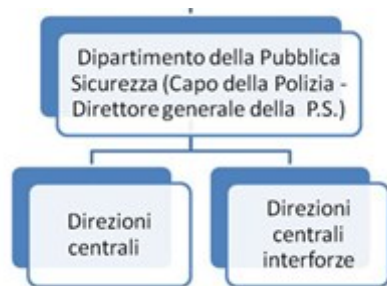 Dipartimento della Pubblica
Sicurezza (Capo della Polizia -
Direttore generale della P.S.)
Direzioni
centrali
Direzioni
centrali
interforze